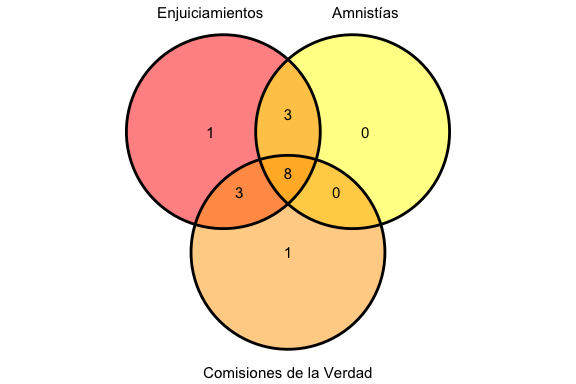 Enjuiciamientos Amnistías
3
1 0
8
3 0
1
Comisiones de la Verdad